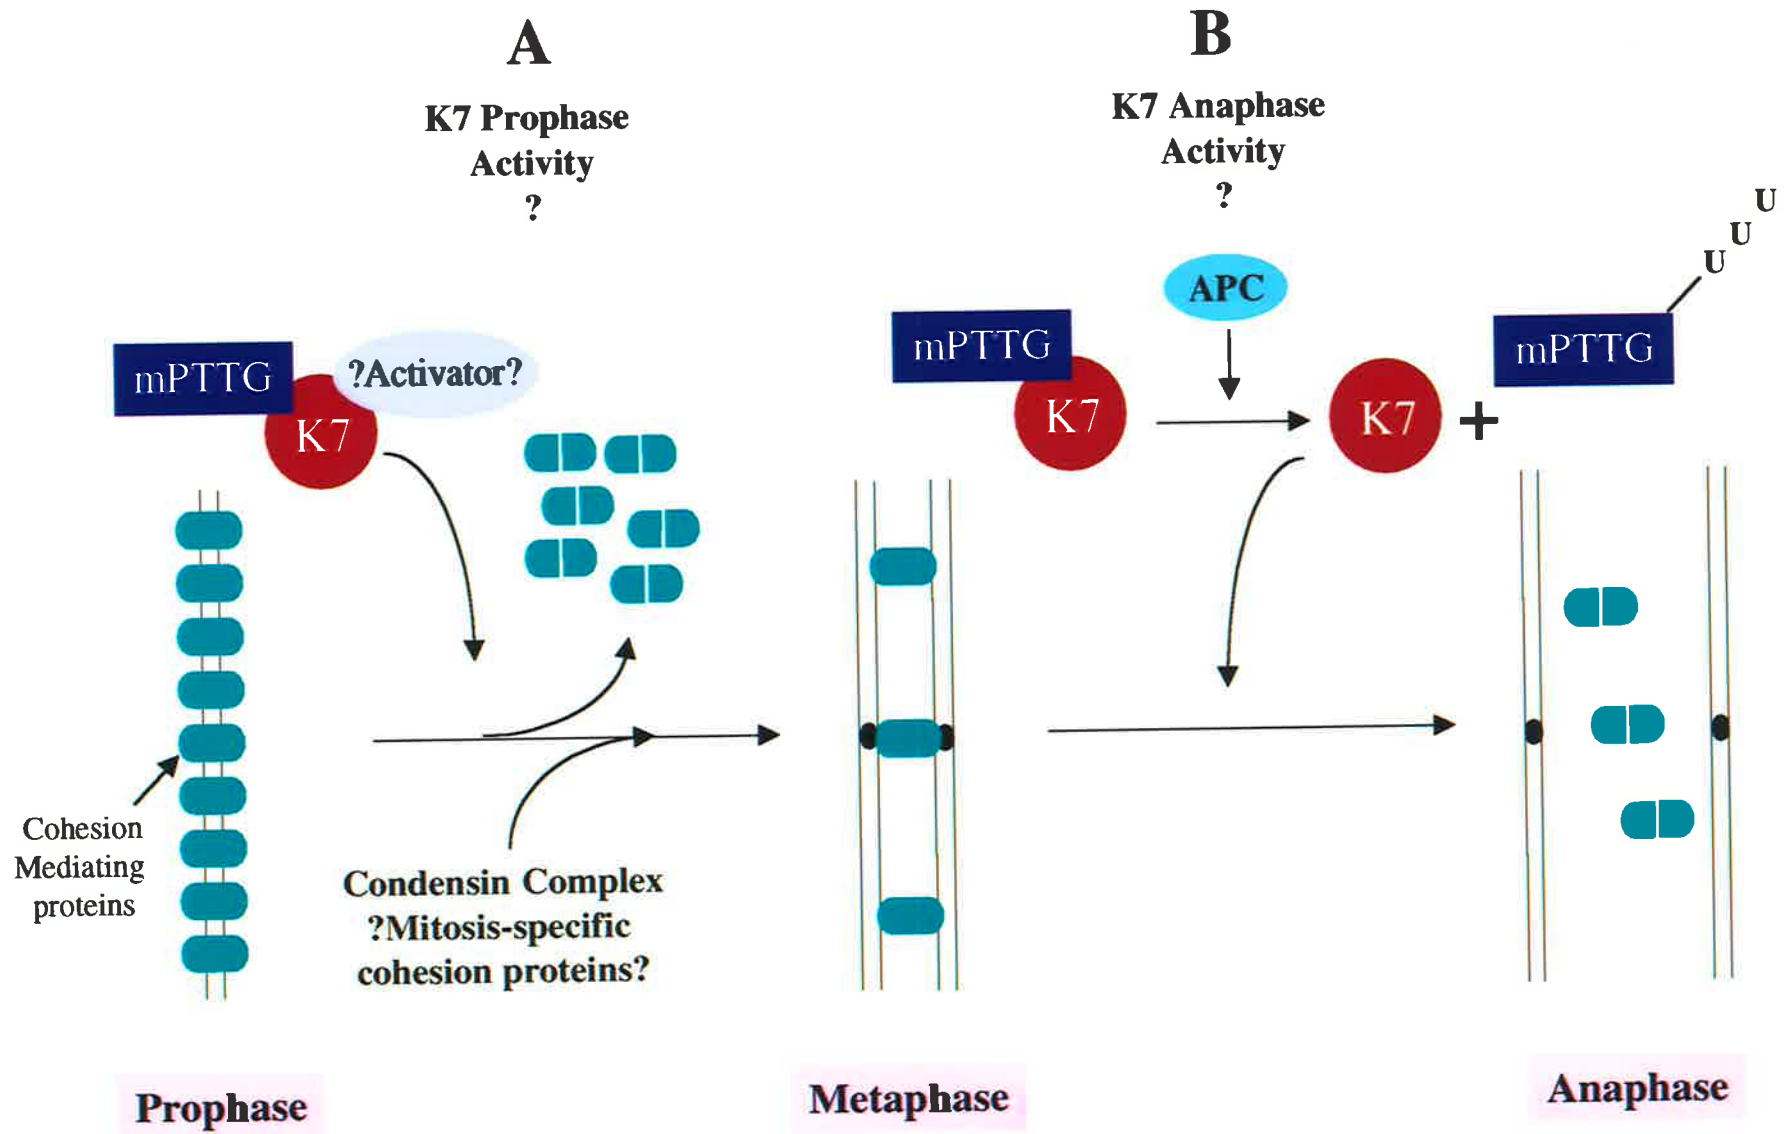 A
K7 Prophase
Activity
?
B
K7 Anaphase
Activity
?
mPTTG
?Activator?
K7
Cohesion
Mediating
proteins
Condensin Complex
?Mitosis-specific
cohesion proteins?
mPTTG
K7
APC
K7
+
mPTTG
U
U
U
Prophase
Metaphase
Anaphase